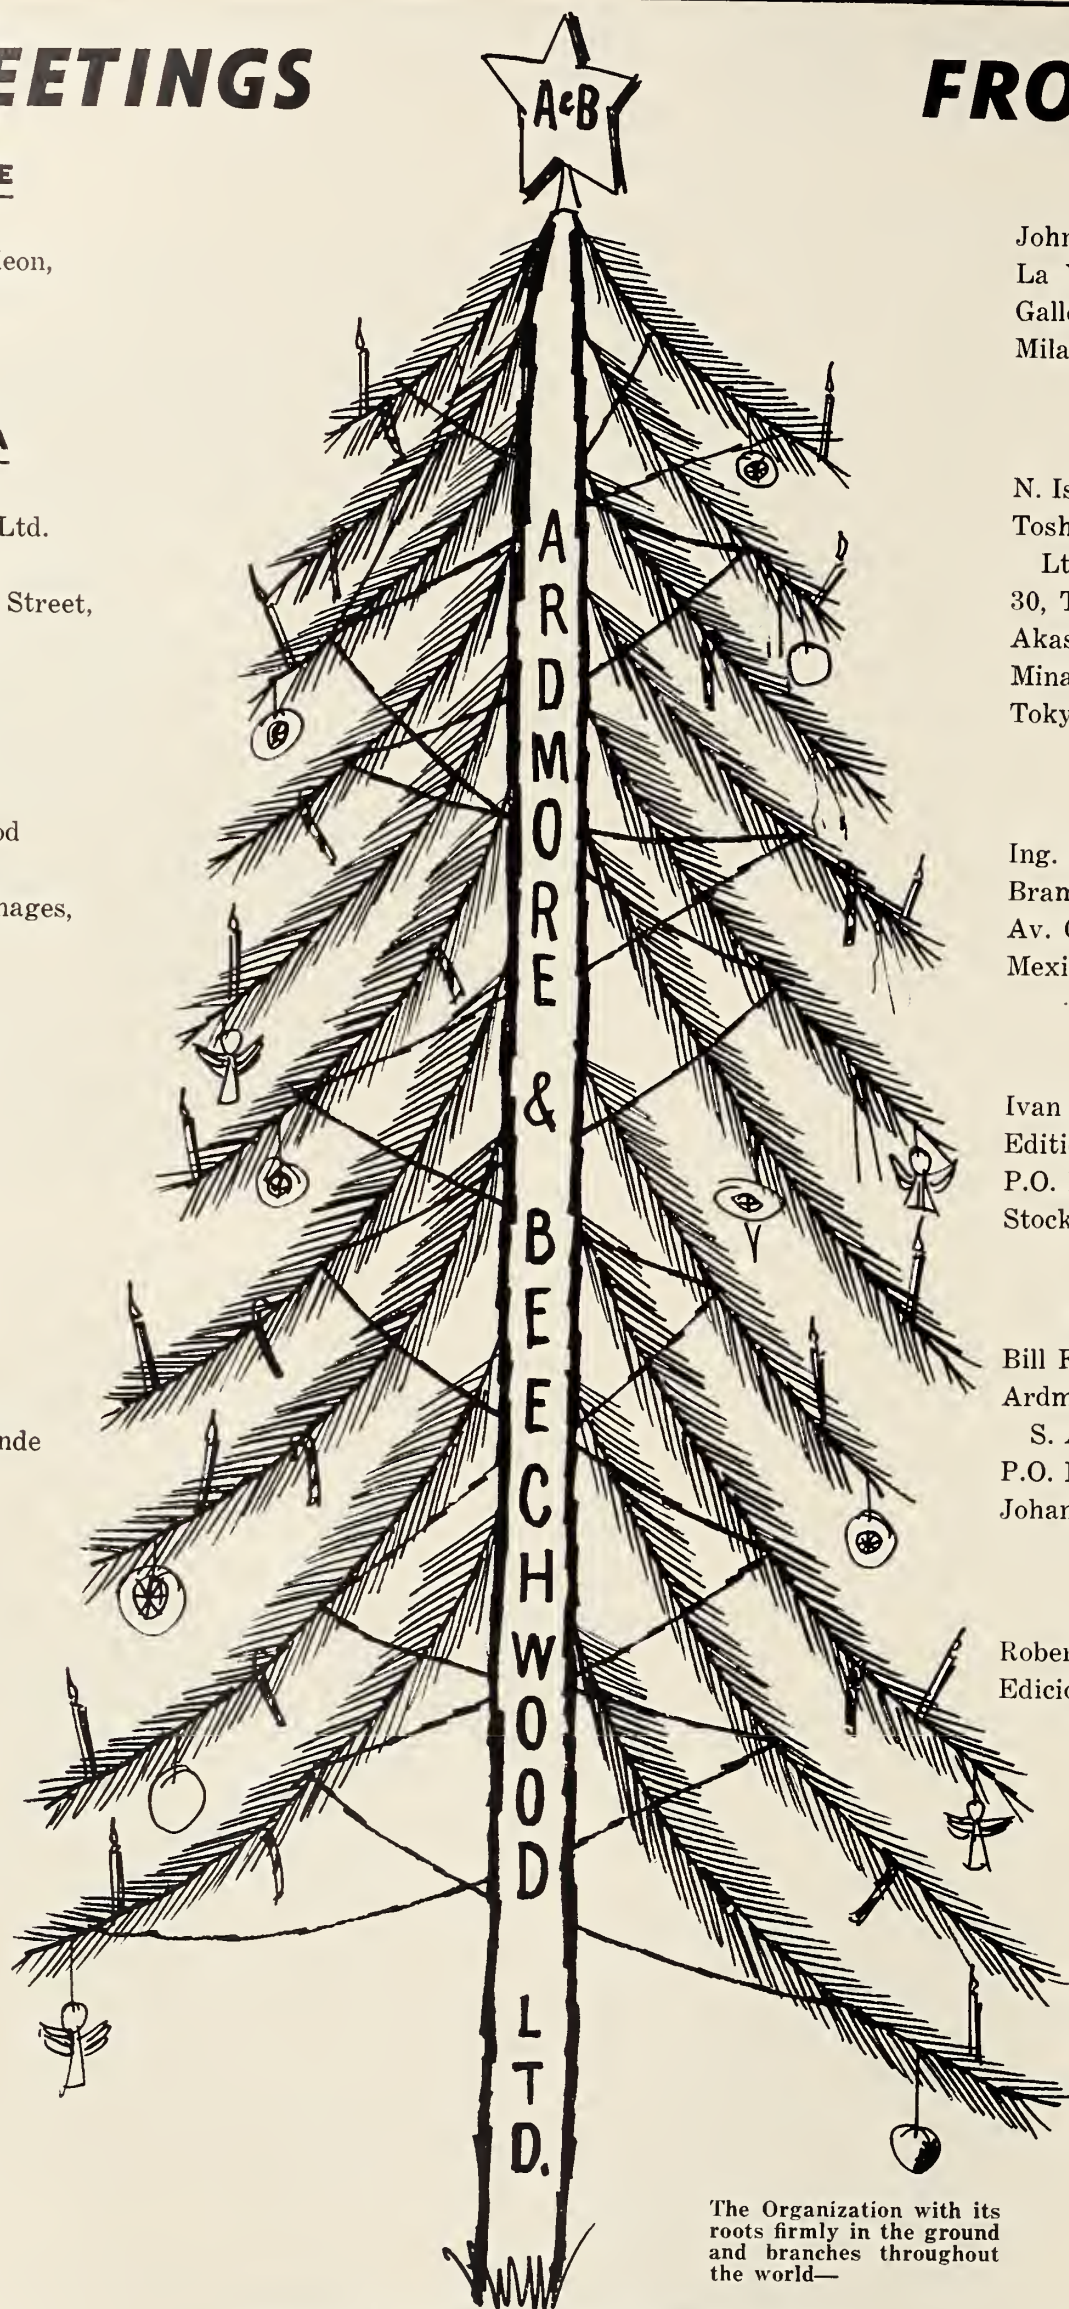 EETINGS
E
eon,
A
Ltd.
Street,
od
nages,
nde
A&B
ARDMORE & BEECHWOOD LTD.
FRO
John
La
Gall
Mila
N. Is
Tosh
Lt
30, T
Akas
Mina
Toky
Ing.
Bram
Av. C
Mexi
Ivan
Editi
P.O.
Stock
Bill F
Ardm
S. A
P.O.
Johan
Rober
Edicio
The Organization with its
roots firmly in the ground
and branches throughout
the world—